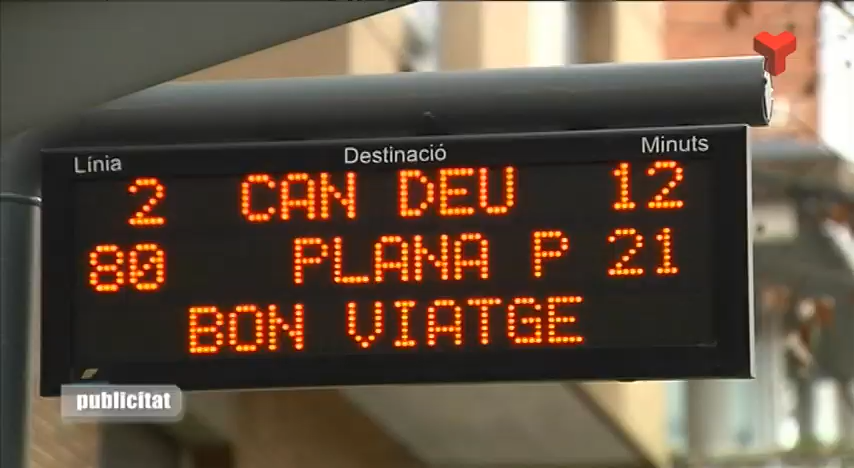 Línia Destinació Minuts
2 CAN DEU 12
80 PLANA P 21
BON VIATGE
publicitat